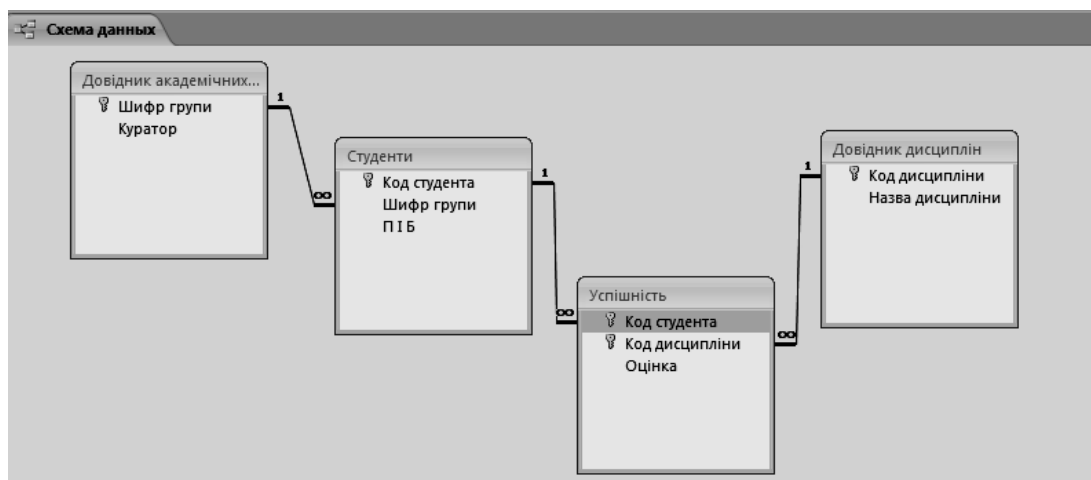 Схема данных
Довідник академічних...
Шифр групи
Куратор
1
∞
Студенти
Код студента
Шифр групи
П І Б
1
∞
Успішність
Код студента
Код дисципліни
Оцінка
1
∞
Довідник дисциплін
Код дисципліни
Назва дисципліни